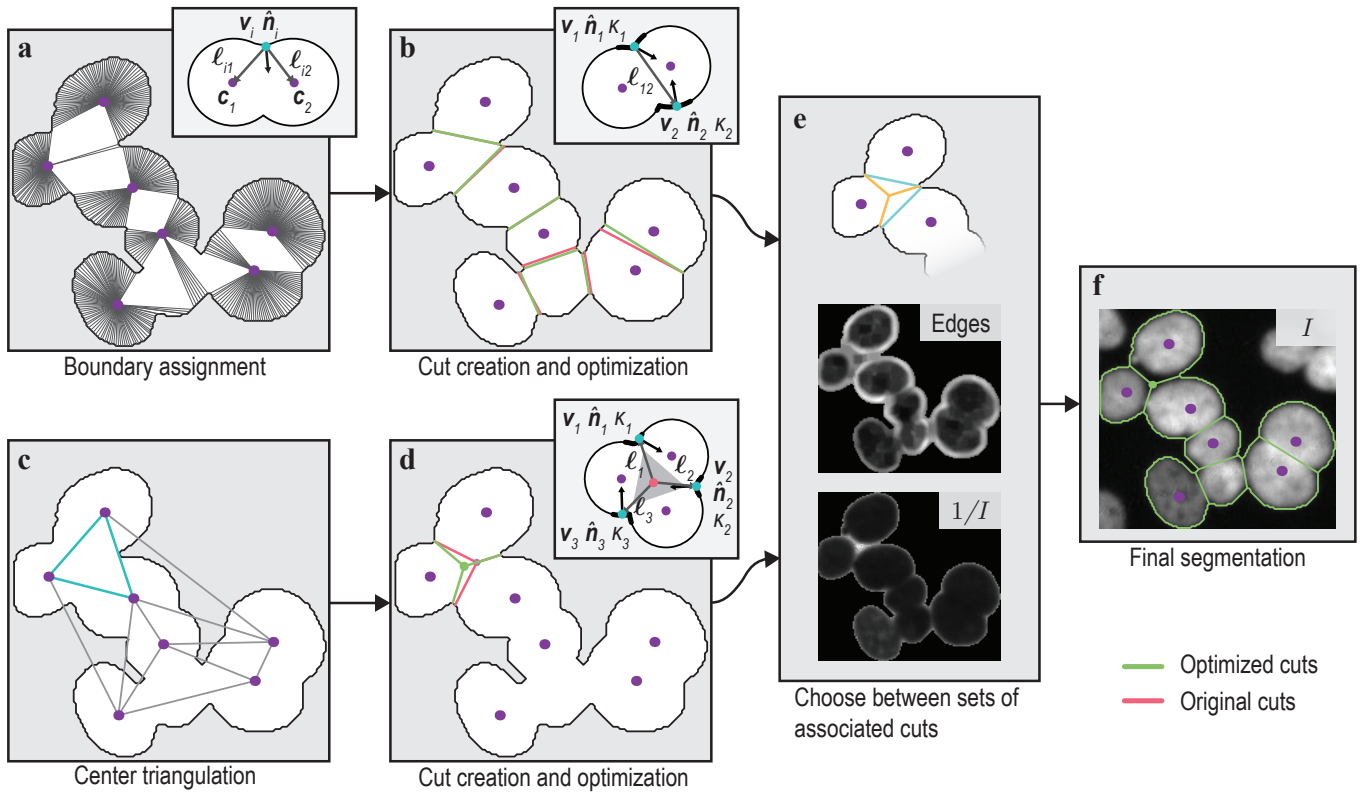 a
v_i n̂_i
ℓ_i1 ℓ_i2
c_1 c_2
Boundary assignment
b
v_1 n̂_1 κ_1
ℓ_12
v_2 n̂_2 κ_2
Cut creation and optimization
c
Center triangulation
d
v_1 n̂_1 κ_1
ℓ_1 ℓ_2
v_2
n̂_2
κ_2
ℓ_3
v_3 n̂_3 κ_3
Cut creation and optimization
e
Edges
1/I
Choose between sets of
associated cuts
f
I
Final segmentation
Optimized cuts
Original cuts